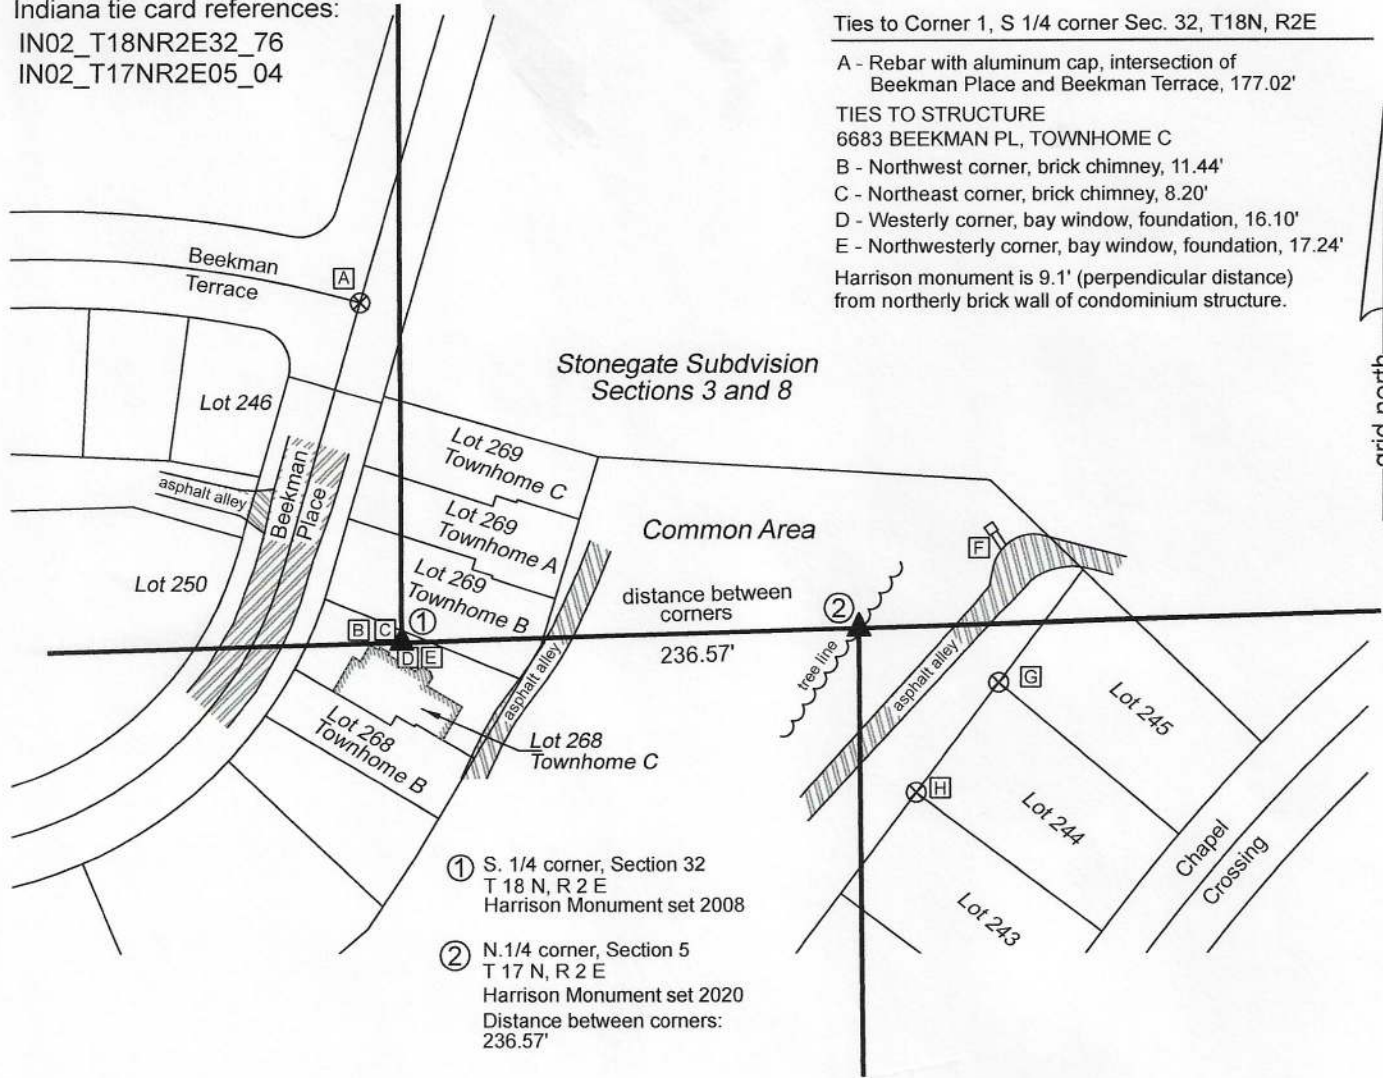 Indiana tie card references:
IN02_T18NR2E32_76
IN02_T17NR2E05_04
Ties to Corner 1, S 1/4 corner Sec. 32, T18N, R2E
A - Rebar with aluminum cap, intersection of
Beekman Place and Beekman Terrace, 177.02'
TIES TO STRUCTURE
6683 BEEKMAN PL, TOWNHOME C
B - Northwest corner, brick chimney, 11.44'
C - Northeast corner, brick chimney, 8.20'
D - Westerly corner, bay window, foundation, 16.10'
E - Northwesterly corner, bay window, foundation, 17.24'
Harrison monument is 9.1' (perpendicular distance)
from northerly brick wall of condominium structure.
grid north
Beekman
Terrace
A
Stonegate Subdvision
Sections 3 and 8
Lot 246
Lot 269
Townhome C
asphalt alley
Beekman
Place
Lot 269
Townhome A
Common Area
F
Lot 250
Lot 269
Townhome B
distance between
corners
236.57'
B C
1
D E
2
tree line
asphalt alley
asphalt alley
G
Lot 245
Lot 268
Townhome B
Lot 268
Townhome C
H
Lot 244
Chapel
Crossing
Lot 243
1 S. 1/4 corner, Section 32
T 18 N, R 2 E
Harrison Monument set 2008
2 N.1/4 corner, Section 5
T 17 N, R 2 E
Harrison Monument set 2020
Distance between corners:
236.57'